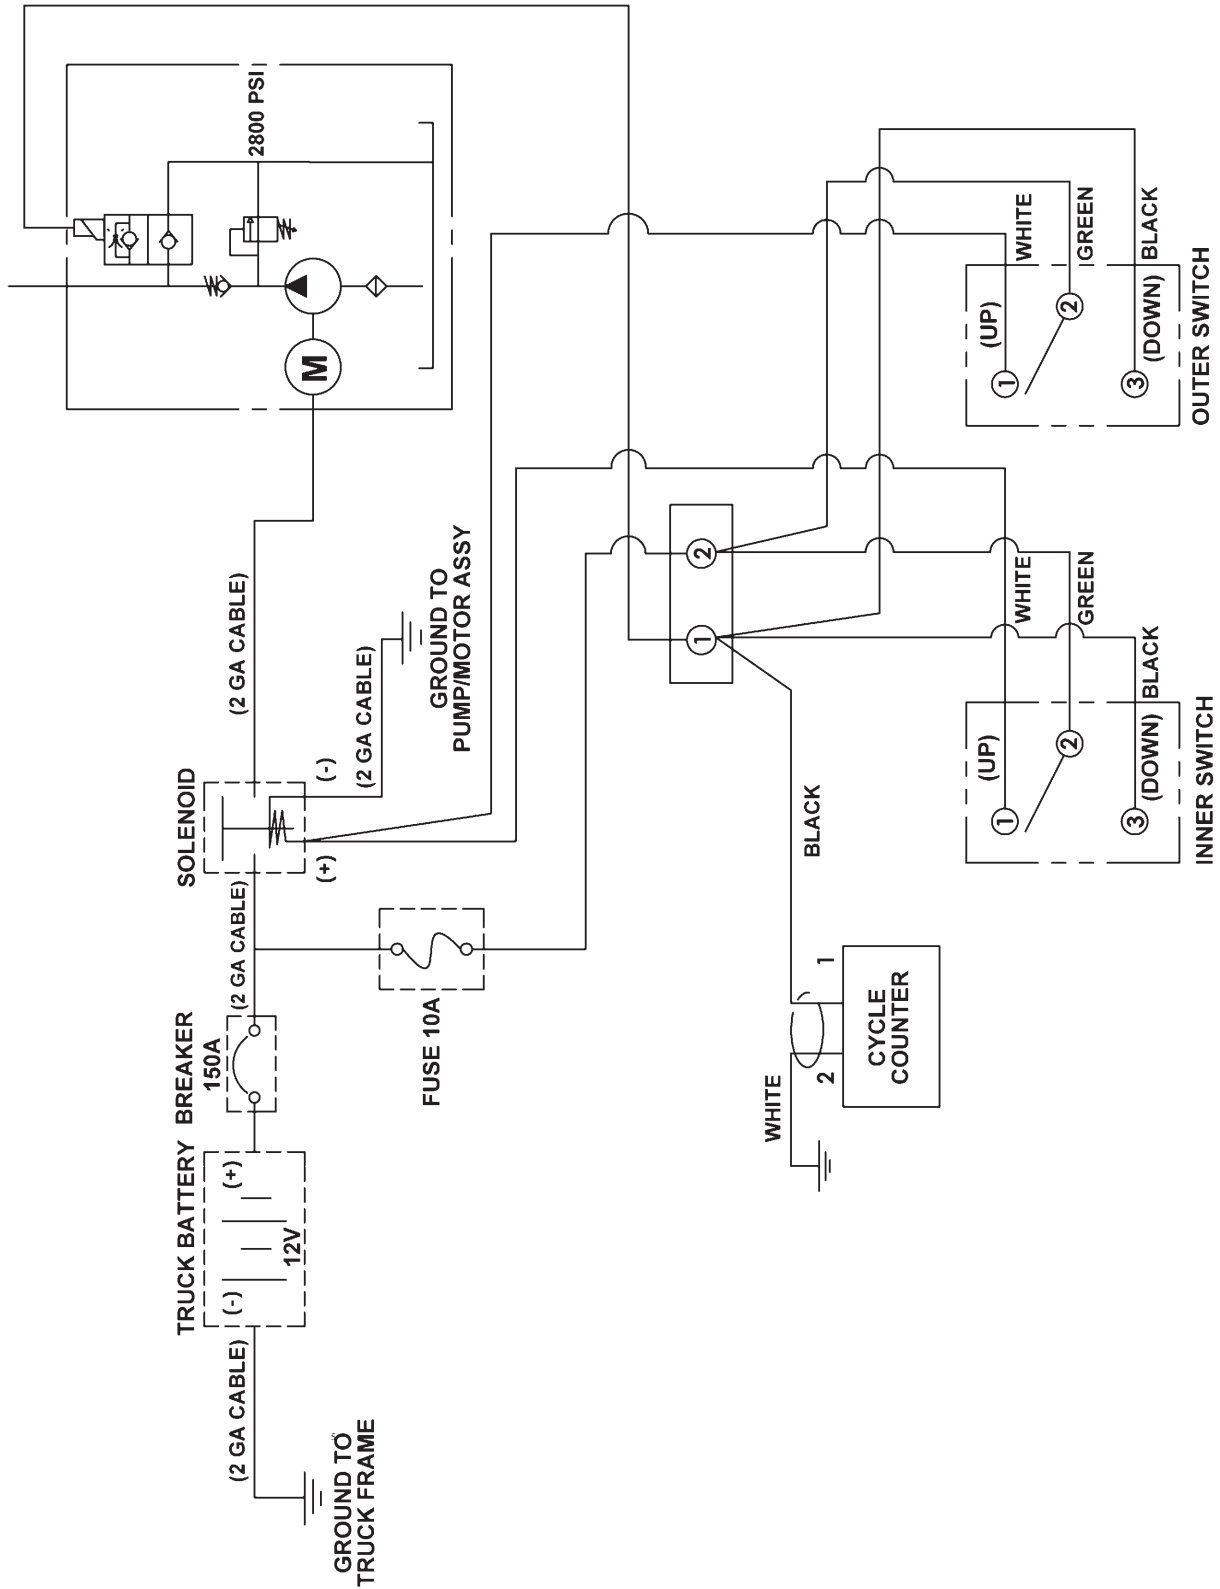 2800 PSI
M
(2 GA CABLE)
SOLENOID
(-)
(+)
(2 GA CABLE)
GROUND TO
PUMP/MOTOR ASSY
(2 GA CABLE)
BREAKER
150A
FUSE 10A
TRUCK BATTERY
(+)
(-)
12V
(2 GA CABLE)
GROUND TO
TRUCK FRAME
2
1
BLACK
WHITE
1
2
CYCLE
COUNTER
WHITE
GREEN
BLACK
(UP)
(DOWN)
1
2
3
OUTER SWITCH
WHITE
GREEN
BLACK
(UP)
(DOWN)
1
2
3
INNER SWITCH